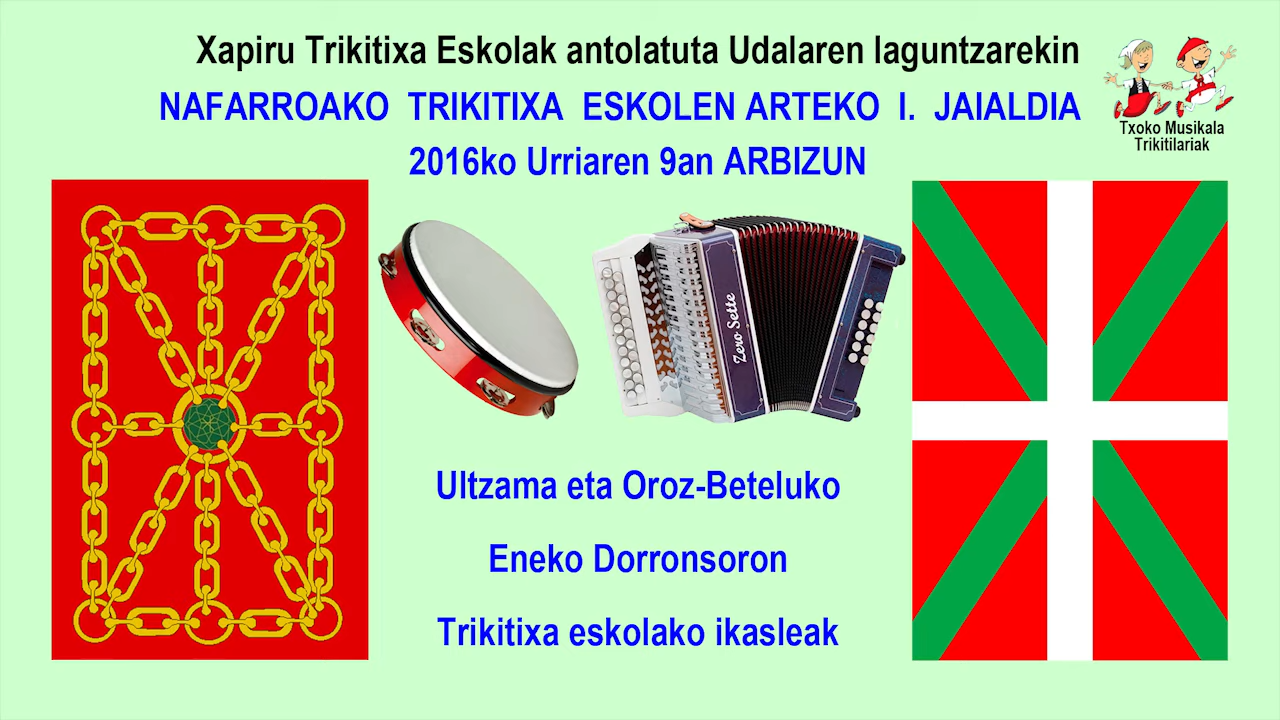 Xapiru Trikitixa Eskolak antolatuta Udalaren laguntzarekin
NAFARROAKO TRIKITIXA ESKOLEN ARTEKO I. JAIALDIA
2016ko Urriaren 9an ARBIZUN
Txoko Musikala
Trikitilariak
Zero Sette
Ultzama eta Oroz-Beteluko
Eneko Dorronsoron
Trikitixa eskolako ikasleak